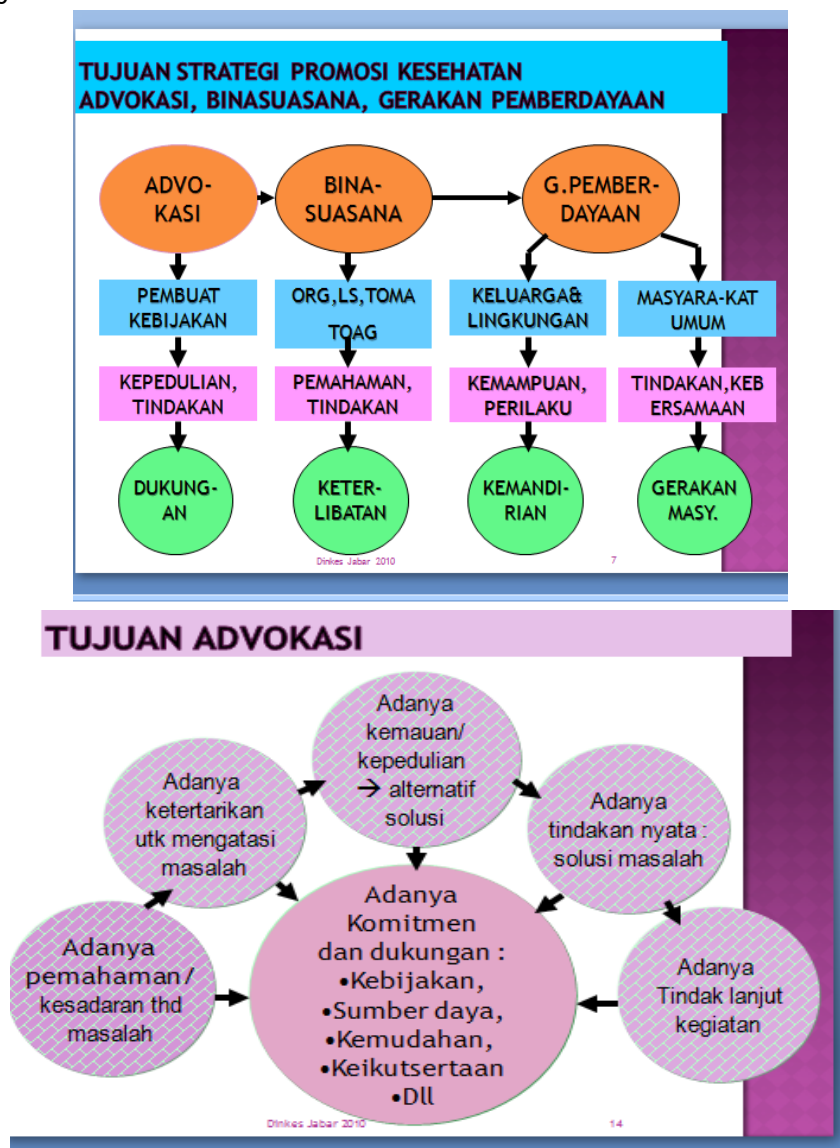 TUJUAN STRATEGI PROMOSI KESEHATAN
ADVOKASI, BINASUASANA, GERAKAN PEMBERDAYAAN
ADVO-
KASI
BINA-
SUASANA
G.PEMBER-
DAYAAN
PEMBUAT
KEBIJAKAN
ORG,LS,TOMA
TOAG
KELUARGA&
LINGKUNGAN
MASYARA-KAT
UMUM
KEPEDULIAN,
TINDAKAN
PEMAHAMAN,
TINDAKAN
KEMAMPUAN,
PERILAKU
TINDAKAN,KEB
ERSAMAAN
DUKUNG-
AN
KETER-
LIBATAN
KEMANDI-
RIAN
GERAKAN
MASY.
Dinkes Jabar 2010
7
TUJUAN ADVOKASI
Adanya
pemahaman/
kesadaran thd
masalah
Adanya
ketertarikan
utk mengatasi
masalah
Adanya
kemauan/
kepedulian
→ alternatif
solusi
Adanya
tindakan nyata :
solusi masalah
Adanya
Tindak lanjut
kegiatan
Adanya
Komitmen
dan dukungan :
•Kebijakan,
•Sumber daya,
•Kemudahan,
•Keikutsertaan
•Dll
Dinkes Jabar 2010
14